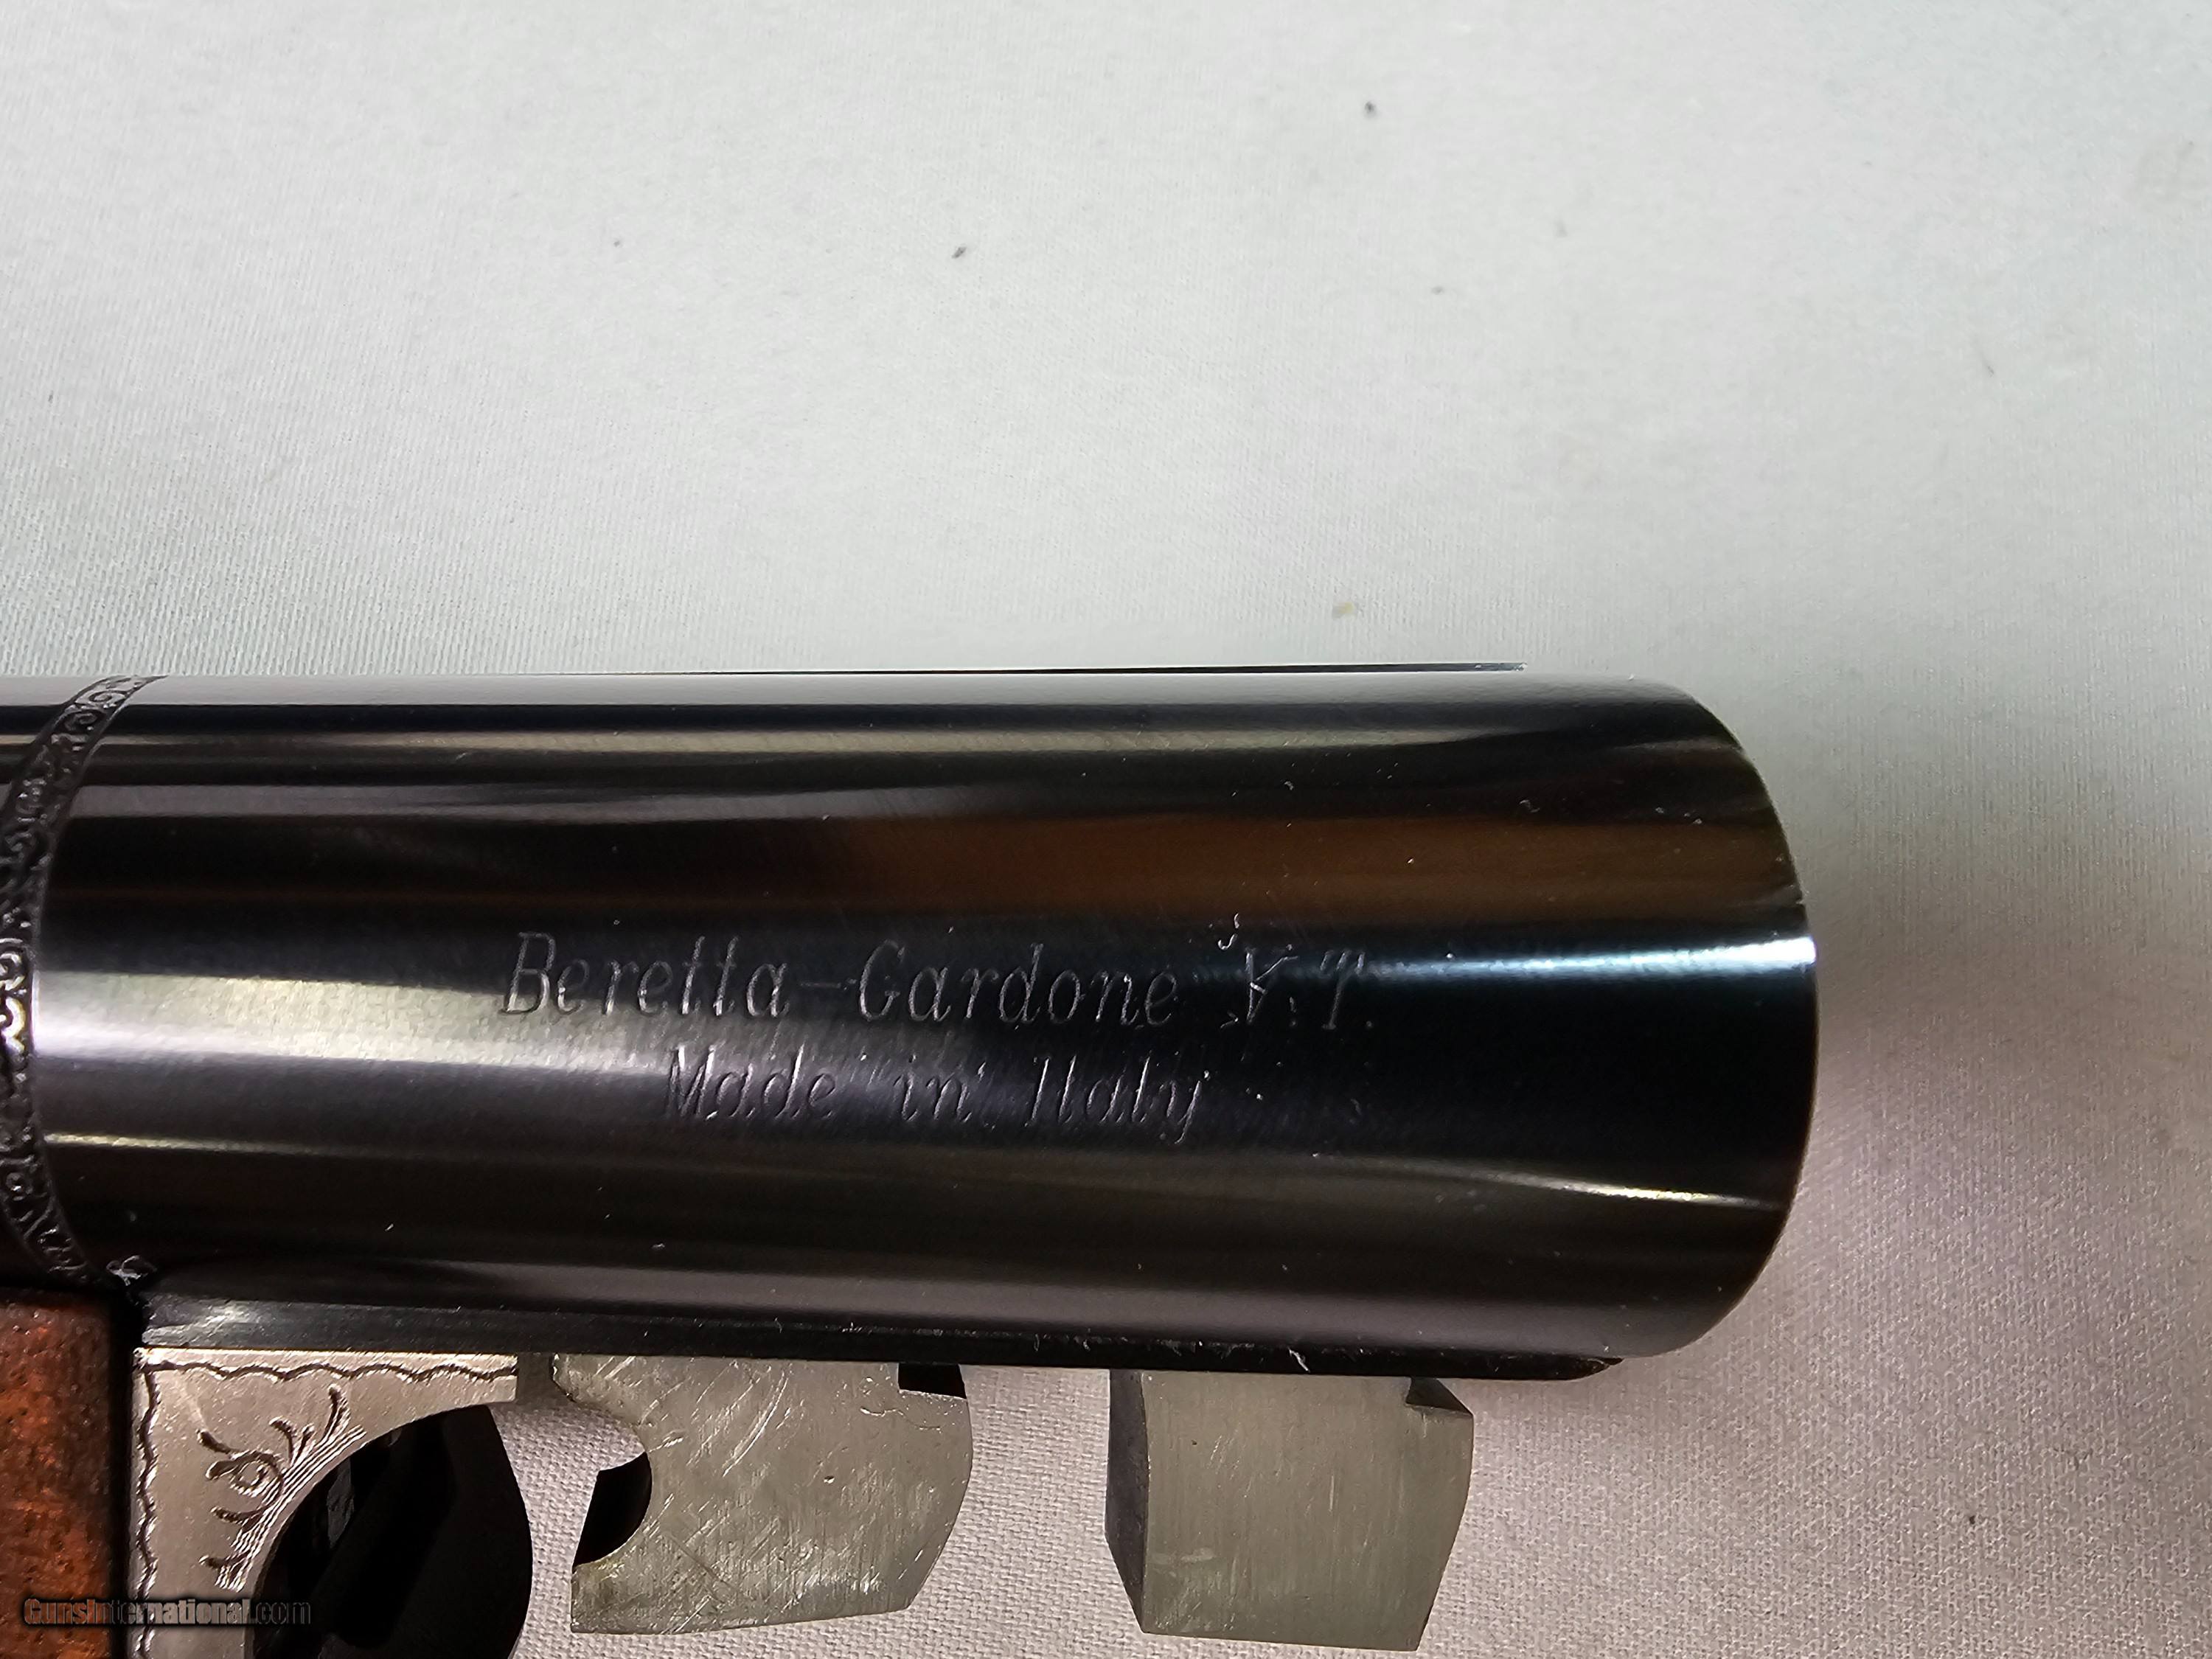 Beretta-Gardone V.T.
Made in Italy
GunsInternational.com